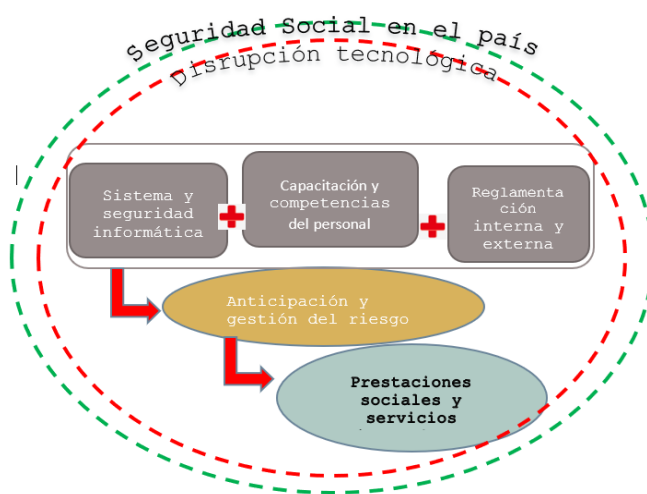 Seguridad Social en el país
Disrupción tecnológica
Sistema y
seguridad
informática
Capacitación y
competencias
del personal
Reglamenta
ción
interna y
externa
Anticipación y
gestión del riesgo
Prestaciones
sociales y
servicios